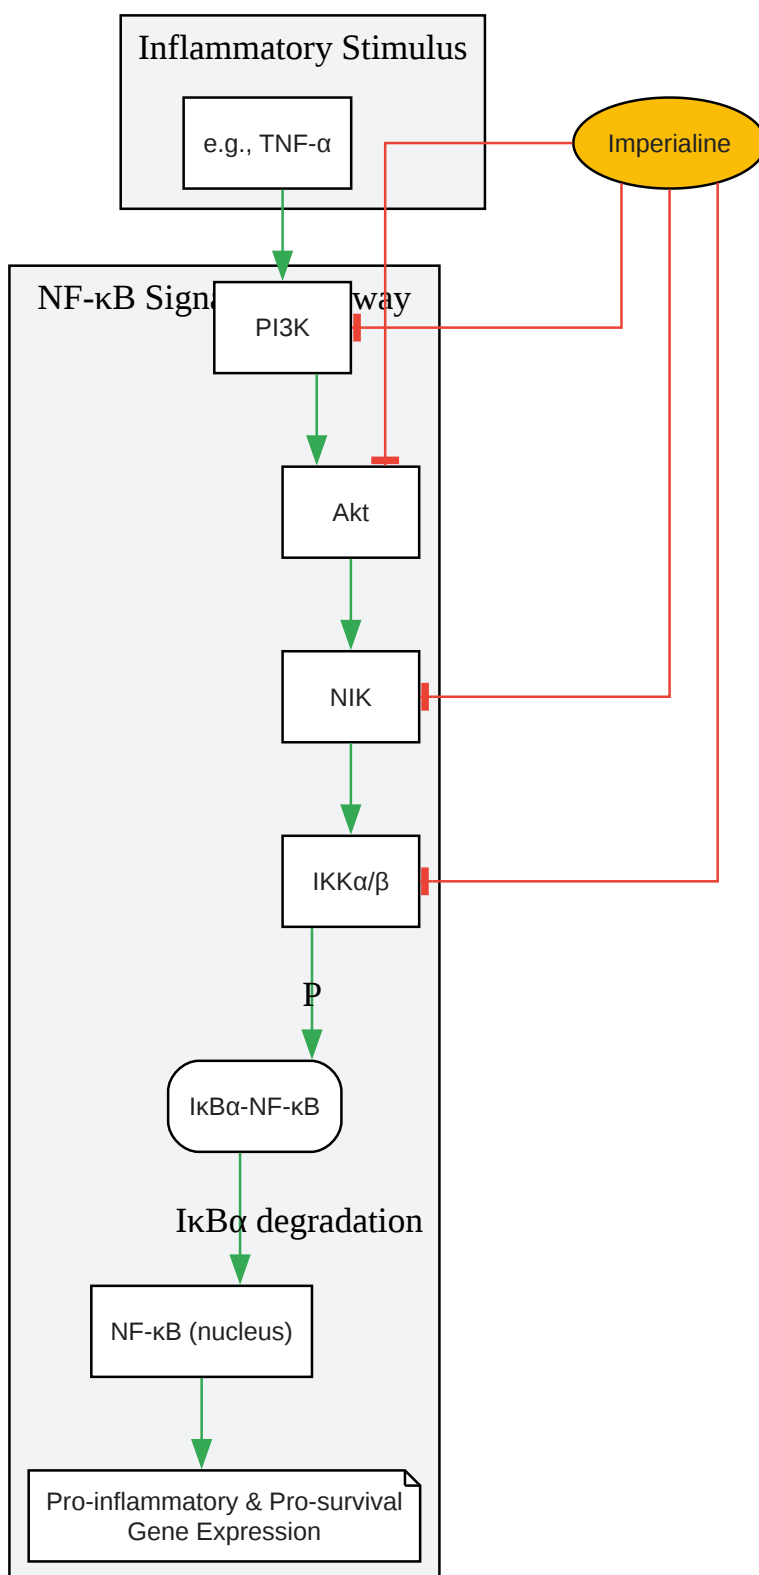 Inflammatory Stimulus
e.g., TNF-α
Imperialine
NF-κB Signa way
PI3K
Akt
NIK
IKKα/β
P
IκBα-NF-κB
IκBα degradation
NF-κB (nucleus)
Pro-inflammatory & Pro-survival
Gene Expression